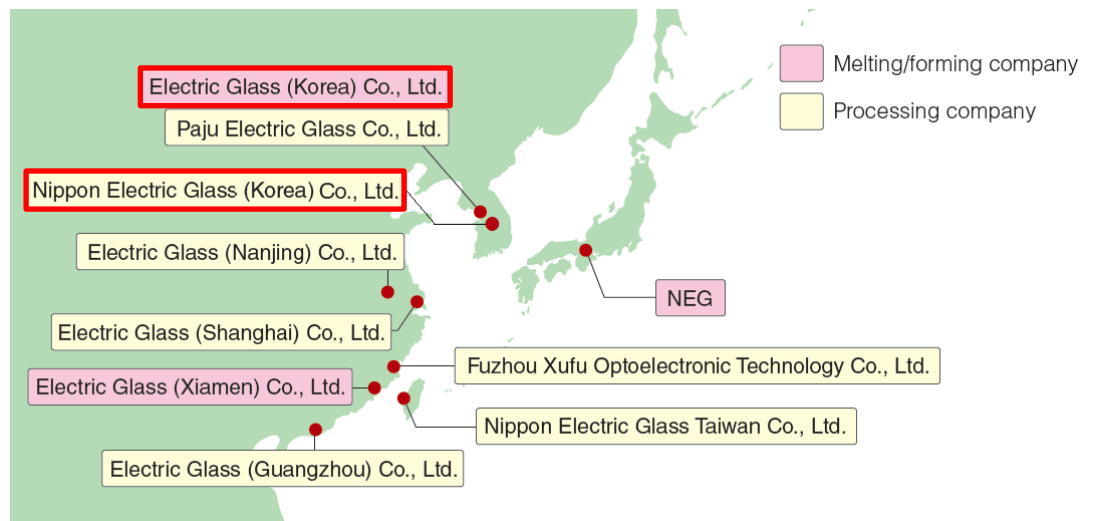 Electric Glass (Korea) Co., Ltd.
Paju Electric Glass Co., Ltd.
Nippon Electric Glass (Korea) Co., Ltd.
Electric Glass (Nanjing) Co., Ltd.
Electric Glass (Shanghai) Co., Ltd.
Electric Glass (Xiamen) Co., Ltd.
Electric Glass (Guangzhou) Co., Ltd.
Melting/forming company
Processing company
NEG
Fuzhou Xufu Optoelectronic Technology Co., Ltd.
Nippon Electric Glass Taiwan Co., Ltd.